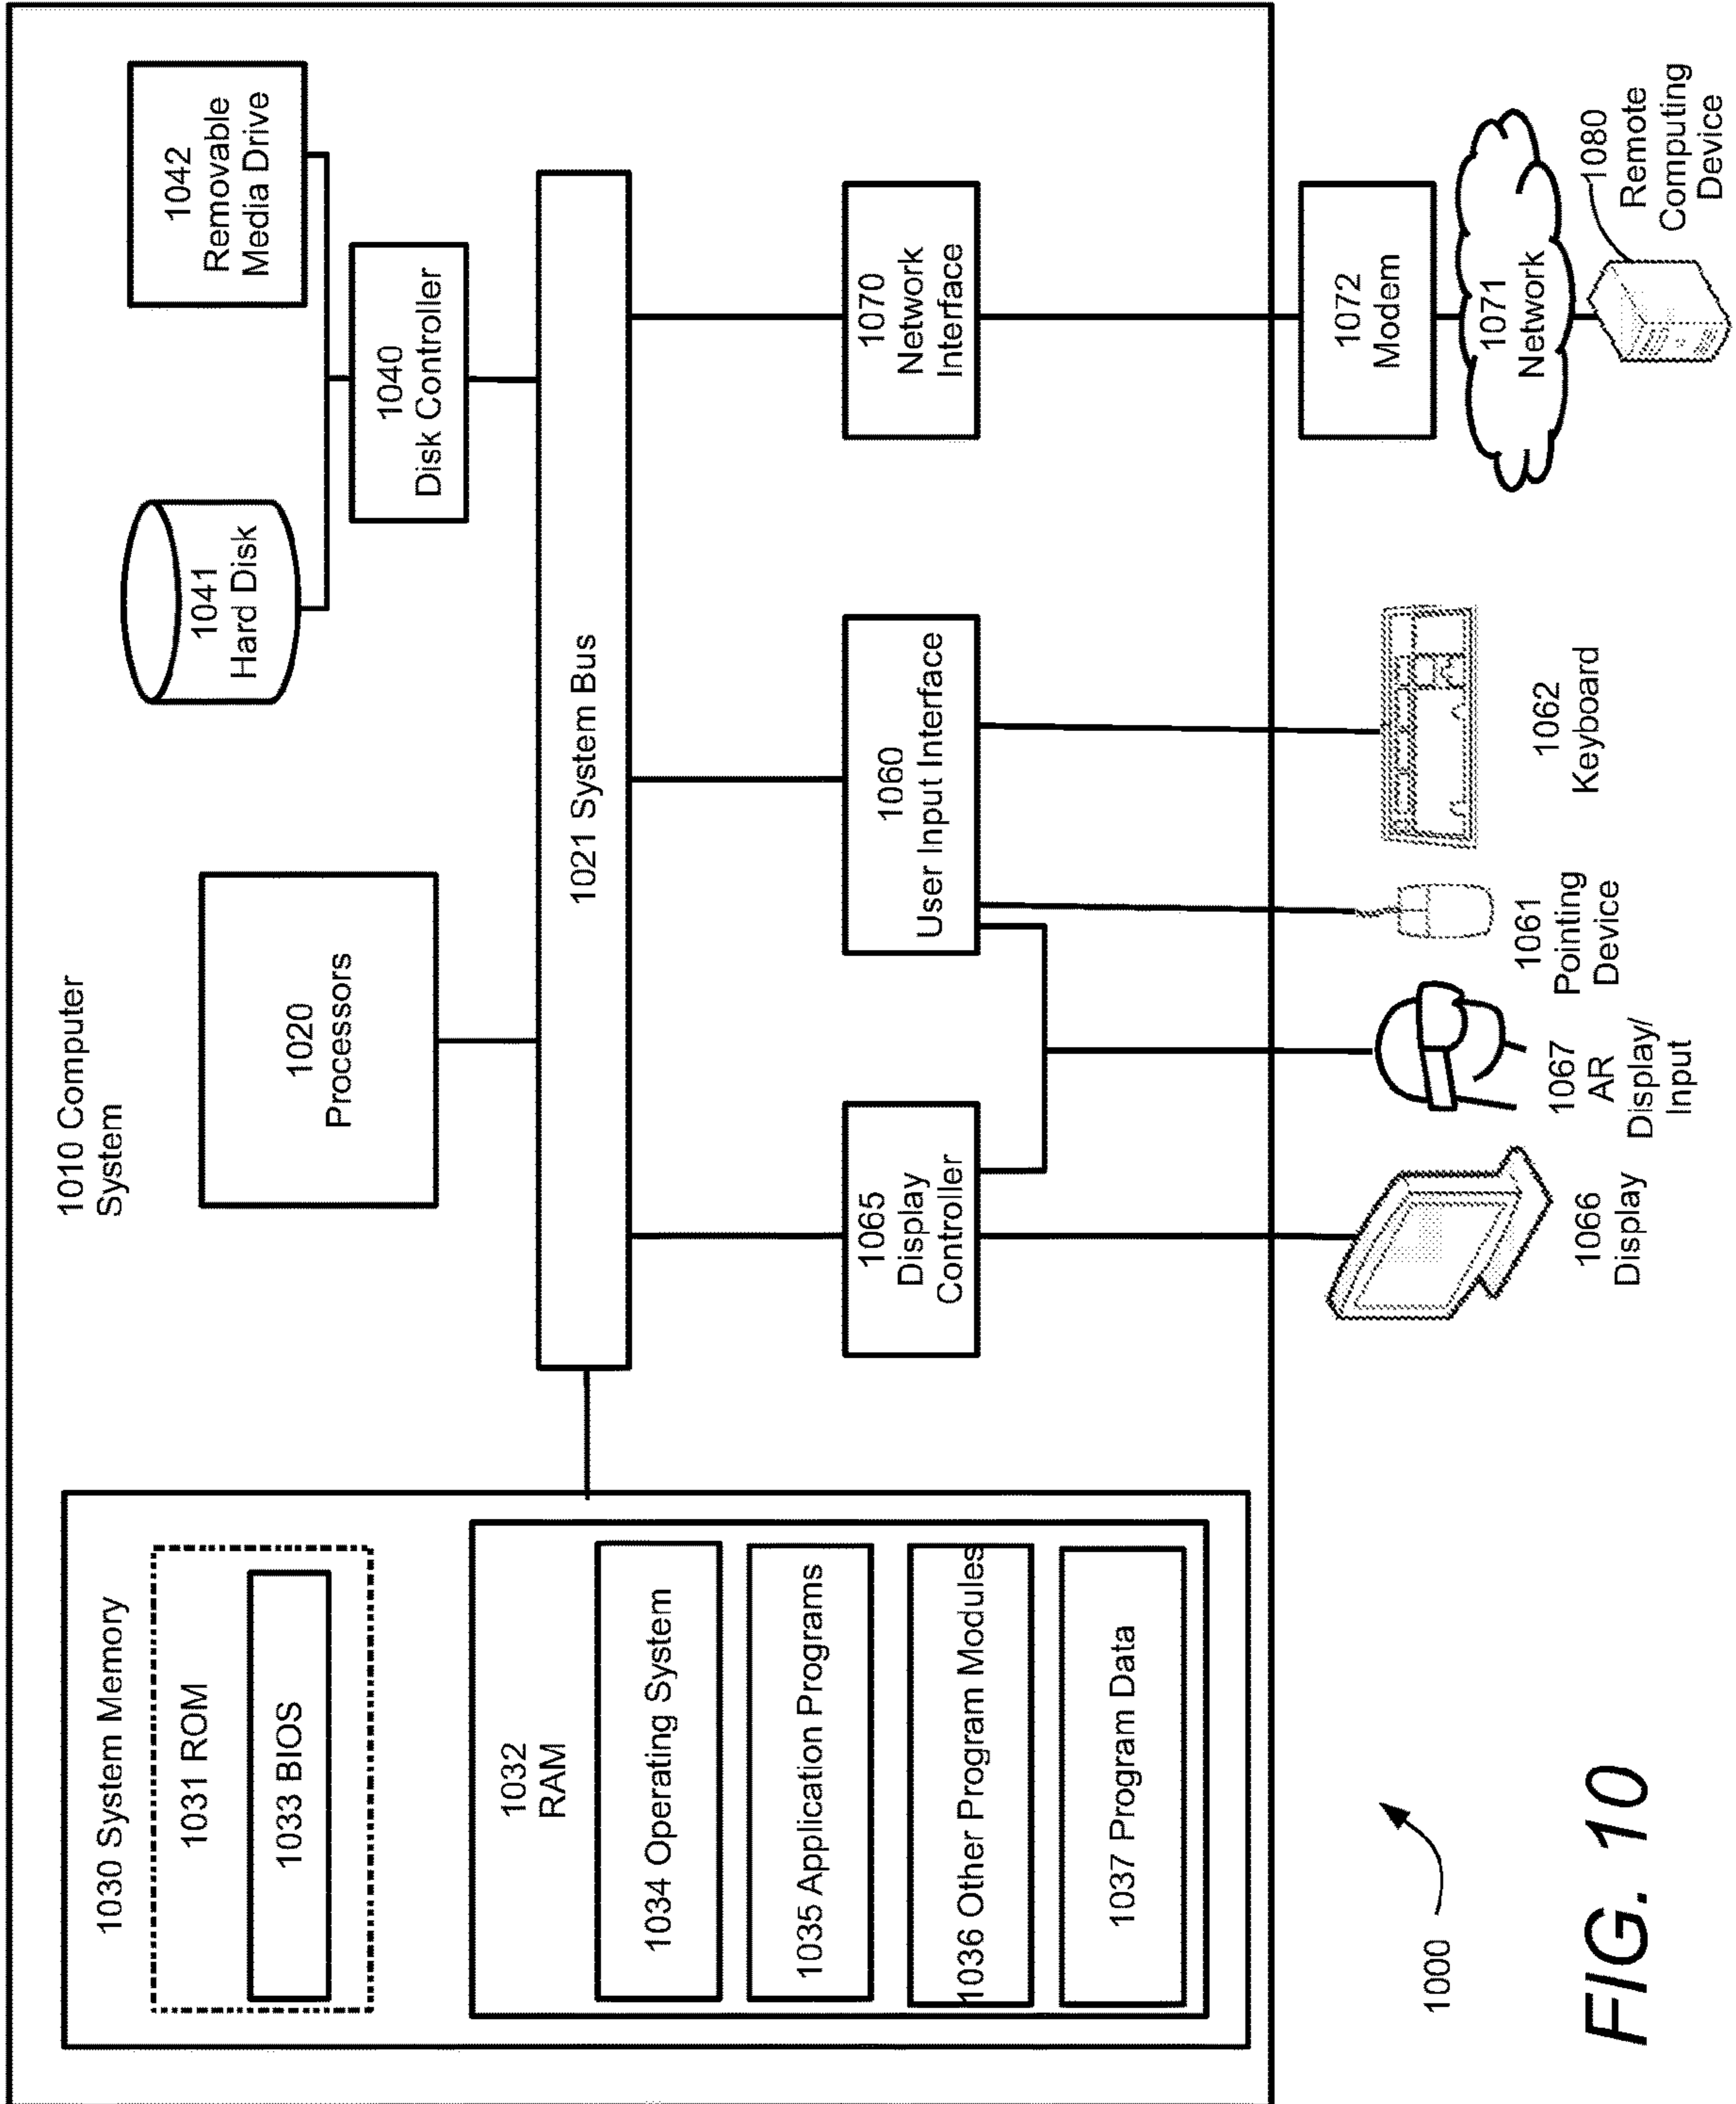 1010 Computer
System
1030 System Memory
1031 ROM
1033 BIOS
1032
RAM
1034 Operating System
1035 Application Programs
1036 Other Program Modules
1037 Program Data
1020
Processors
1041
Hard Disk
1042
Removable
Media Drive
1040
Disk Controller
1021 System Bus
1065
Display
Controller
1060
User Input Interface
1070
Network
Interface
1066
Display
1067
AR
Display/
Input
1061
Pointing
Device
1062
Keyboard
1072
Modem
1071
Network
1080
Remote
Computing
Device
1000
FIG. 10